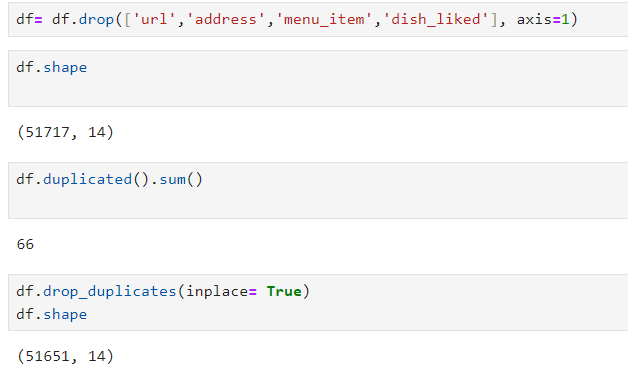 df= df.drop(['url','address','menu_item','dish_liked'], axis=1)
df.shape
(51717, 14)
df.duplicated().sum()
66
df.drop_duplicates(inplace= True)
df.shape
(51651, 14)